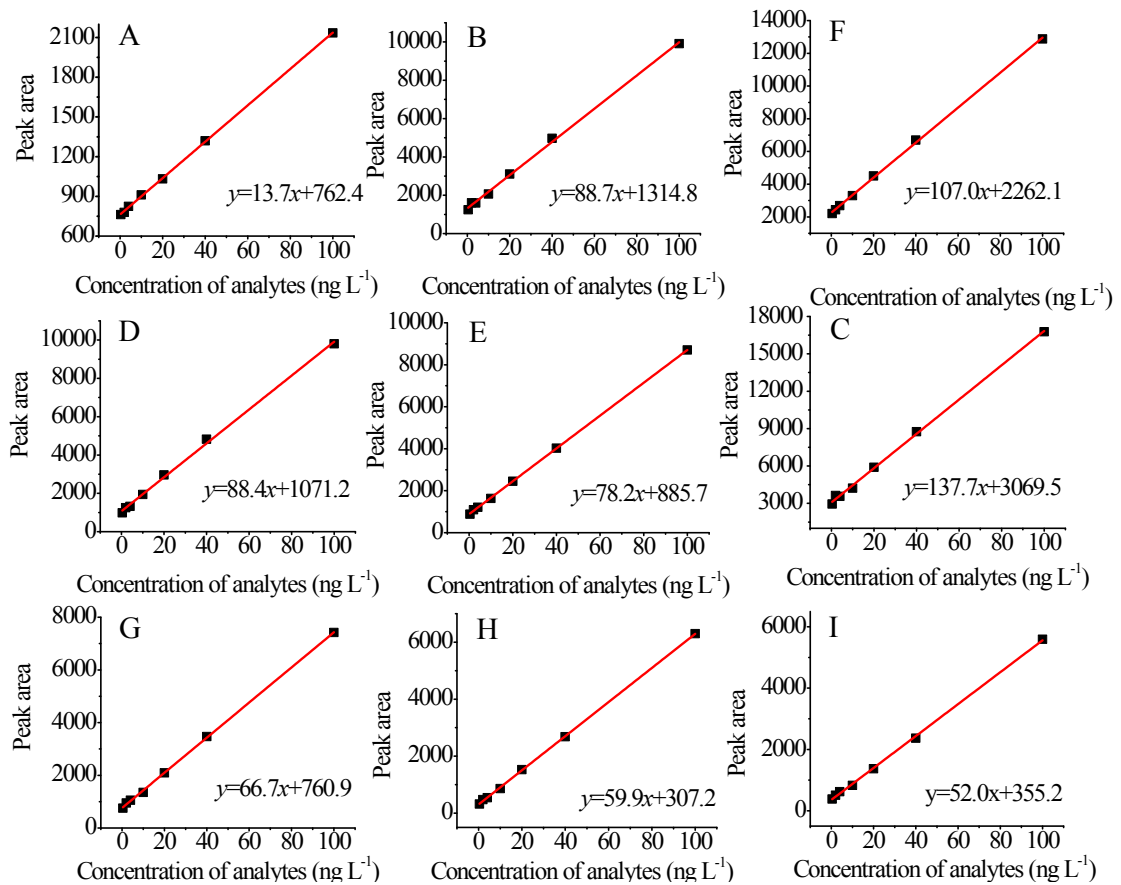 A
Peak area
2100
1800
1500
1200
900
600
y=13.7x+762.4
0 20 40 60 80 100
Concentration of analytes (ng L-1)
B
Peak area
10000
8000
6000
4000
2000
0
y=88.7x+1314.8
0 20 40 60 80 100
Concentration of analytes (ng L-1)
F
Peak area
14000
12000
10000
8000
6000
4000
2000
y=107.0x+2262.1
0 20 40 60 80 100
Concentration of analytes (ng L-1)
D
Peak area
10000
8000
6000
4000
2000
0
y=88.4x+1071.2
0 20 40 60 80 100
Concentration of analytes (ng L-1)
E
Peak area
10000
8000
6000
4000
2000
0
y=78.2x+885.7
0 20 40 60 80 100
Concentration of analytes (ng L-1)
C
Peak area
18000
15000
12000
9000
6000
3000
y=137.7x+3069.5
0 20 40 60 80 100
Concentration of analytes (ng L-1)
G
Peak area
8000
6000
4000
2000
0
y=66.7x+760.9
0 20 40 60 80 100
Concentration of analytes (ng L-1)
H
Peak area
6000
4000
2000
0
y=59.9x+307.2
0 20 40 60 80 100
Concentration of analytes (ng L-1)
I
Peak area
6000
4000
2000
0
y=52.0x+355.2
0 20 40 60 80 100
Concentration of analytes (ng L-1)